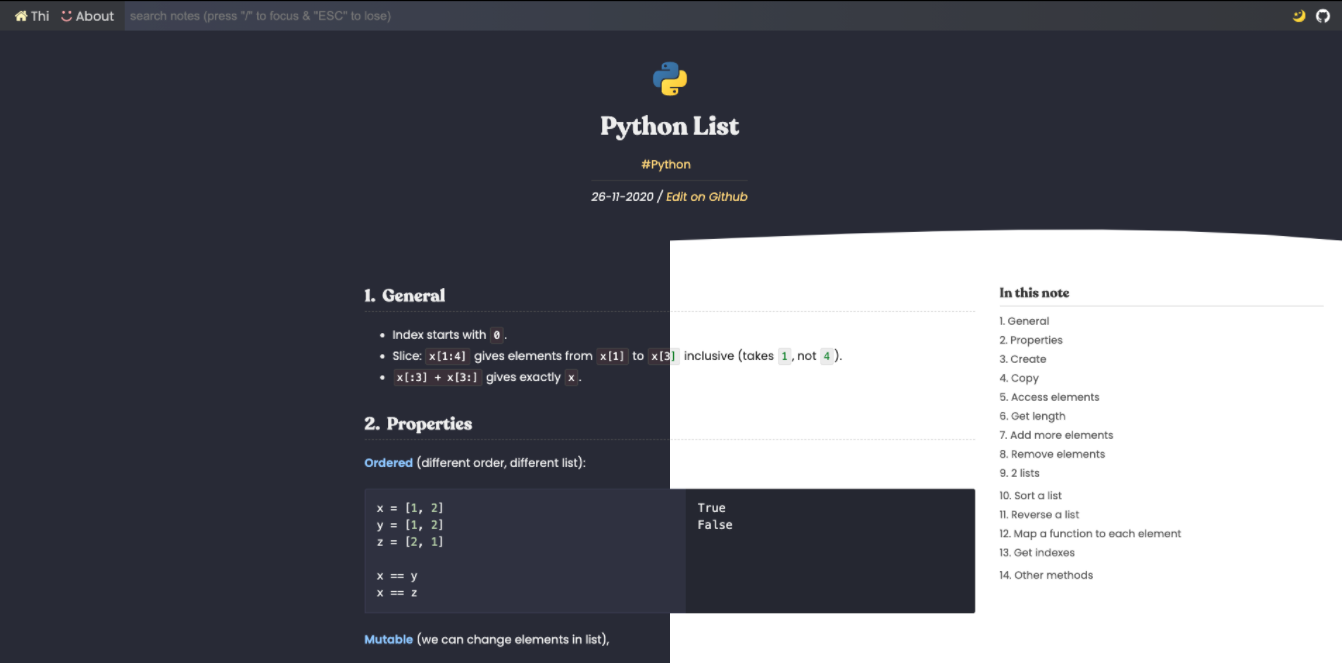 Thi About search notes (press "/" to focus & "ESC" to lose)
Python List
#Python
26-11-2020 / Edit on Github
1. General
Index starts with 0.
Slice: x[1:4] gives elements from x[1] to x[3] inclusive (takes 1, not 4).
x[:3] + x[3:] gives exactly x.
2. Properties
Ordered (different order, different list):
x = [1, 2]
y = [1, 2]
z = [2, 1]
x == y
x == z
True
False
Mutable (we can change elements in list),
In this note
1. General
2. Properties
3. Create
4. Copy
5. Access elements
6. Get length
7. Add more elements
8. Remove elements
9. 2 lists
10. Sort a list
11. Reverse a list
12. Map a function to each element
13. Get indexes
14. Other methods